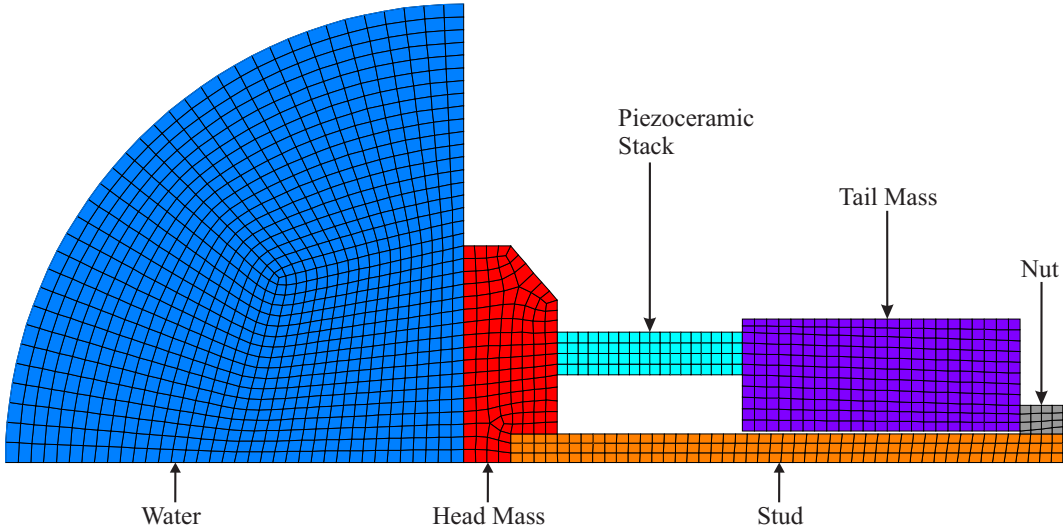 Piezoceramic
Stack
Tail Mass
Nut
Water
Head Mass
Stud